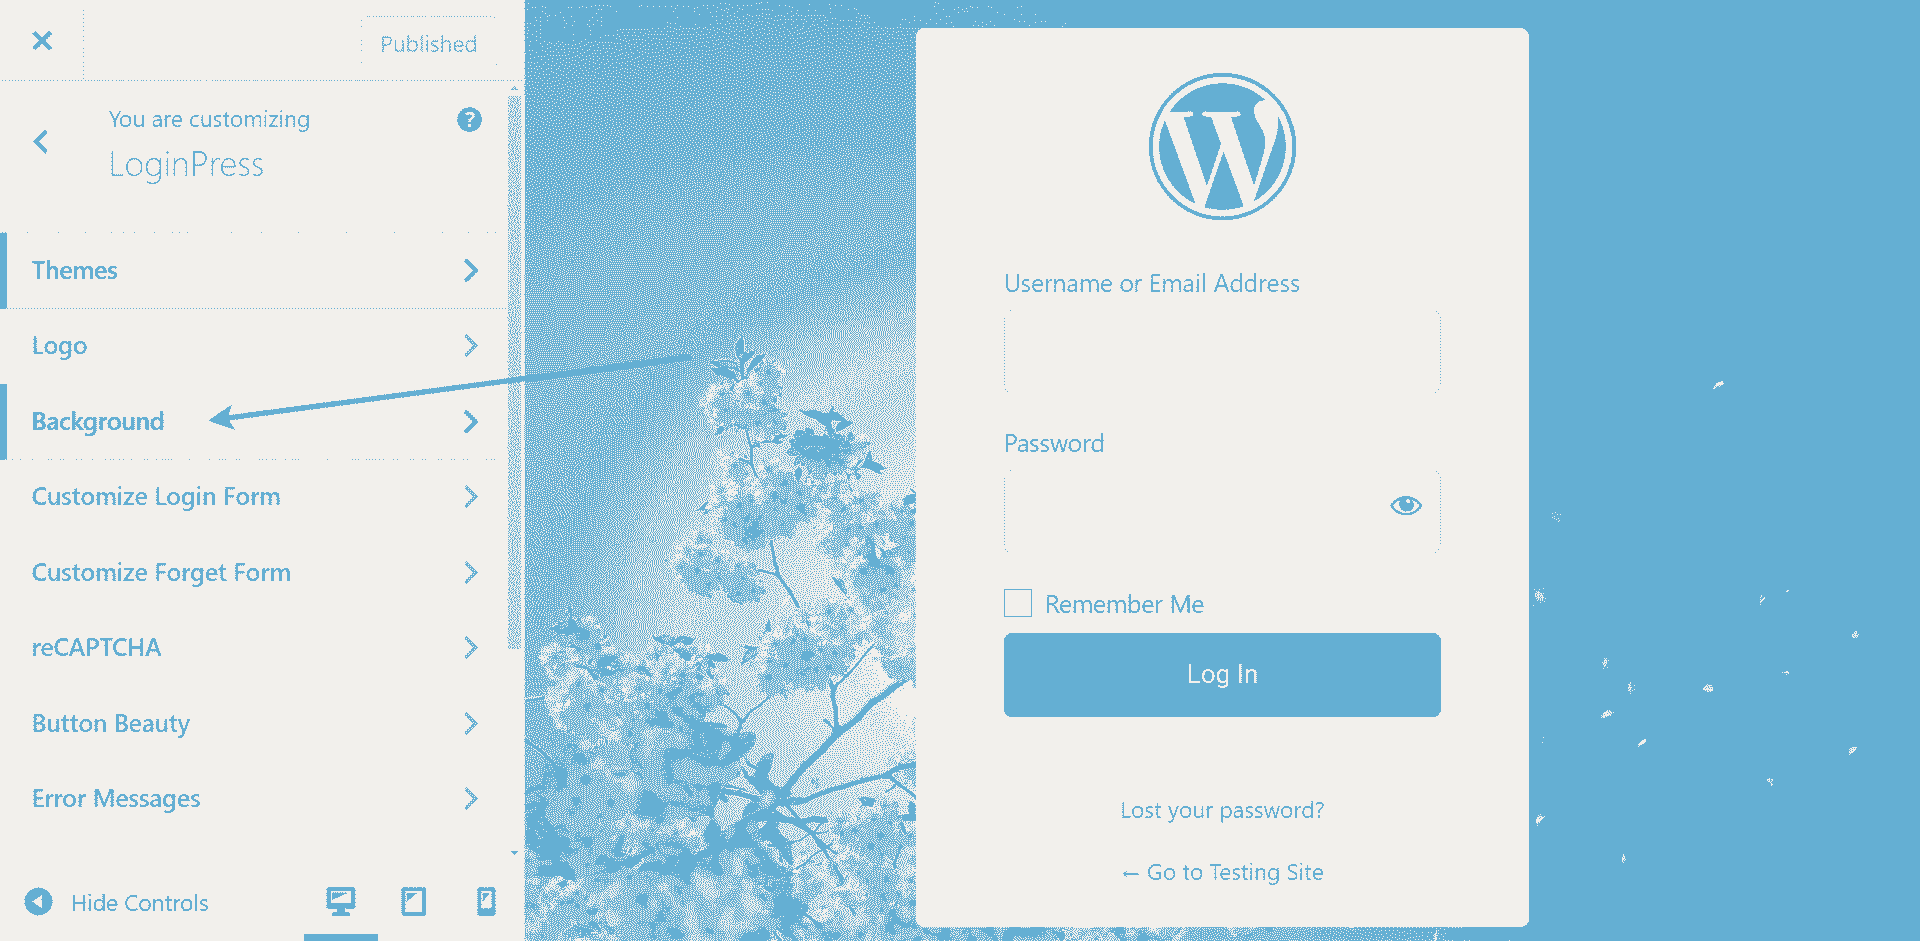 Published
You are customizing
LoginPress
Themes
Logo
Background
Customize Login Form
Customize Forget Form
reCAPTCHA
Button Beauty
Error Messages
Hide Controls
Username or Email Address
Password
Remember Me
Log In
Lost your password?
← Go to Testing Site